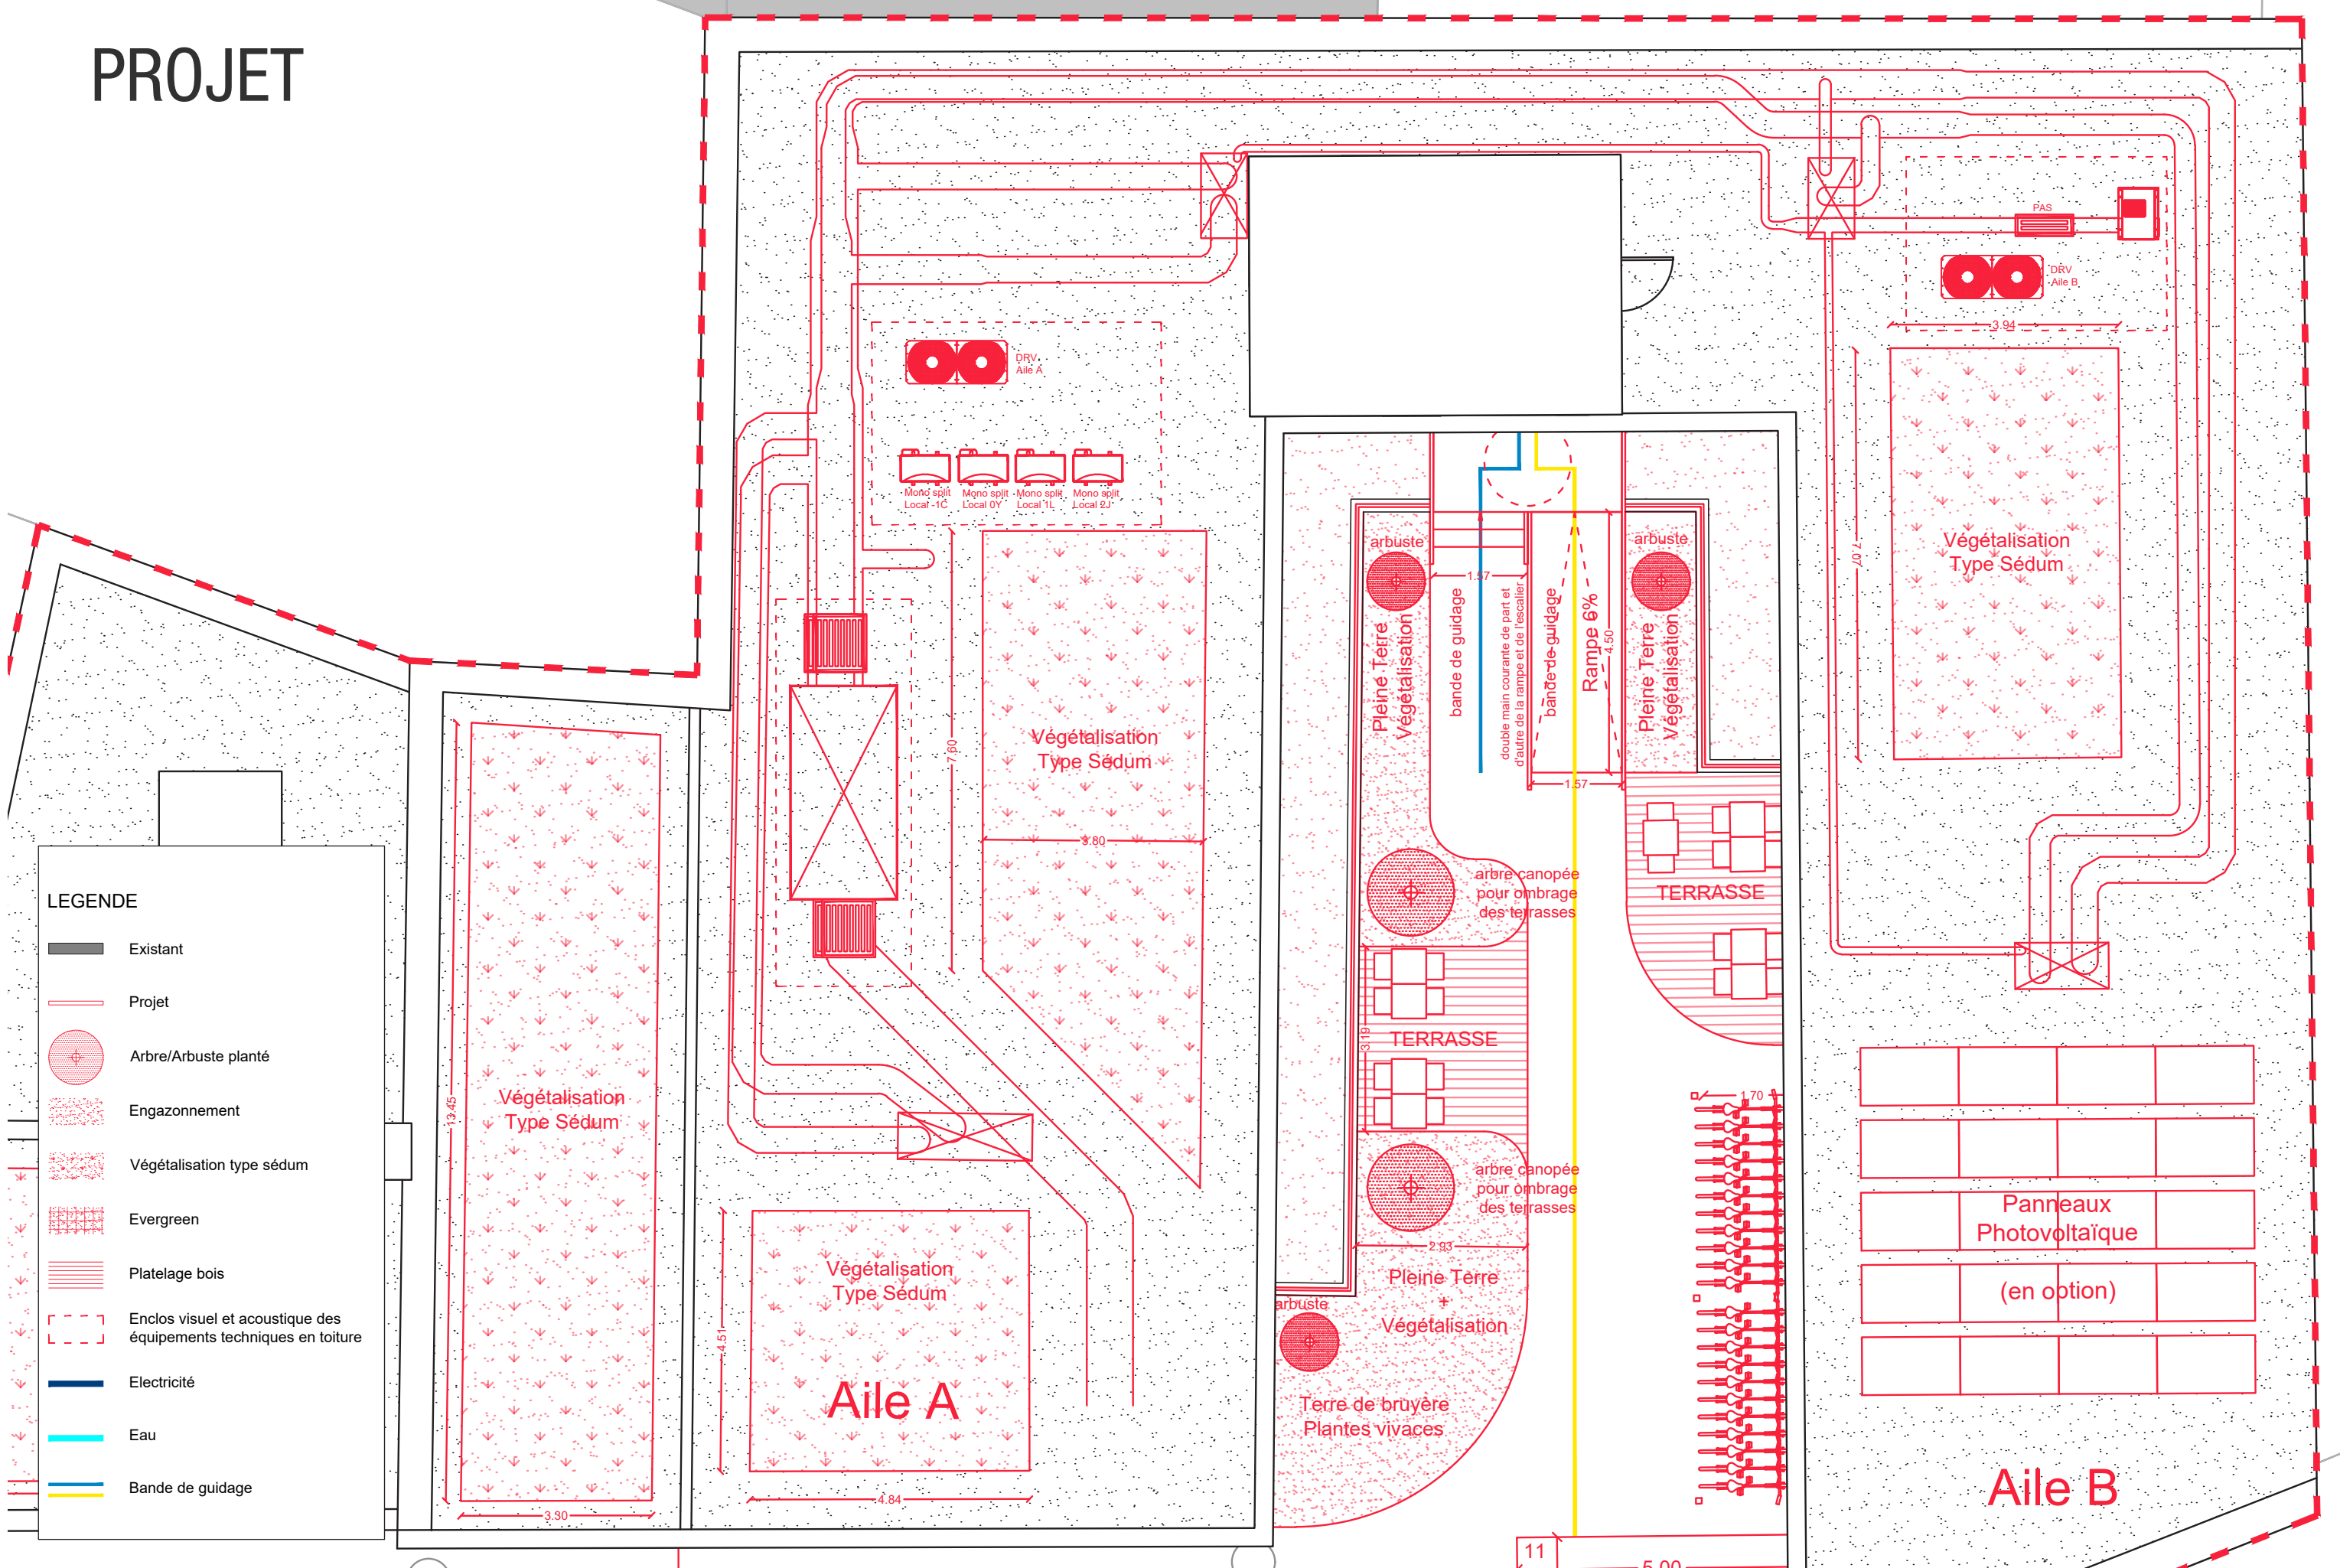 PROJET
PAS
DRV
Aile B
3.94
DRV
Aile A
Mono split
Local -1C
Mono split
Local 0Y
Mono split
Local 1L
Mono split
Local 2J
arbuste
arbuste
1.57
Végétalisation
Type Sédum
7.07
Pleine Terre
Végétalisation
bande de guidage
double main courante de part et
d'autre de la rampe et de l'escalier
bande de guidage
Rampe 6%
4.50
Pleine Terre
Végétalisation
1.57
Végétalisation
Type Sédum
7.60
3.80
arbre canopée
pour ombrage
des terrasses
TERRASSE
TERRASSE
3.19
Végétalisation
Type Sédum
13.45
3.30
1.70
arbre canopée
pour ombrage
des terrasses
2.93
Pleine Terre
+
Végétalisation
arbuste
Terre de bruyère
Plantes vivaces
Végétalisation
Type Sédum
4.51
Aile A
4.84
Panneaux
Photovoltaïque
(en option)
Aile B
11
5.00
LEGENDE
Existant
Projet
Arbre/Arbuste planté
Engazonnement
Végétalisation type sédum
Evergreen
Platelage bois
Enclos visuel et acoustique des
équipements techniques en toiture
Electricité
Eau
Bande de guidage